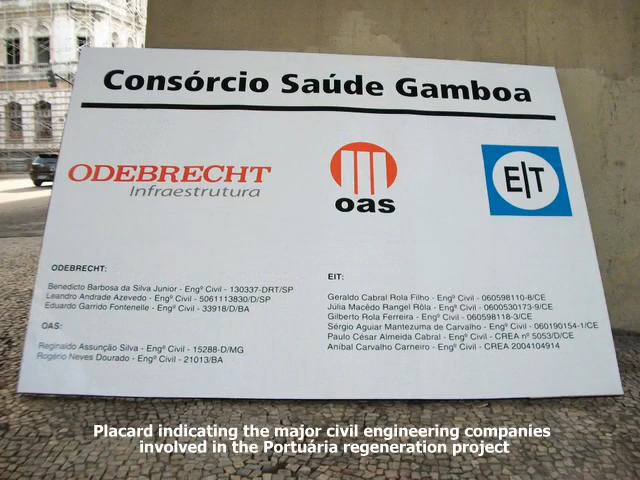 Consórcio Saúde Gamboa
ODEBRECHT
Infraestrutura
oas
E|T
ODEBRECHT:
Benedicto Barbosa da Silva Junior - Engº Civil - 130337-DRT/SP
Leandro Andrade Azevedo - Engº Civil - 5061113830/D/SP
Eduardo Garrido Fontenelle - Engº Civil - 33918/D/BA
OAS:
Reginaldo Assunção Silva - Engº Civil - 15288-D/MG
Rogério Neves Dourado - Engº Civil - 21013/BA
EIT:
Geraldo Cabral Rola Filho - Engº Civil - 060598110-8/CE
Júlia Macêdo Rangel Rôla - Engº Civil - 0600530173-9/CE
Gilberto Rola Ferreira - Engº Civil - 060598118-3/CE
Sérgio Aguiar Mantezuma de Carvalho - Engº Civil - 060190154-1/CE
Paulo César Almeida Cabral - Engº Civil - CREA nº 5053/D/CE
Aníbal Carvalho Carneiro - Engº Civil - CREA 2004104914
Placard indicating the major civil engineering companies
involved in the Portuária regeneration project